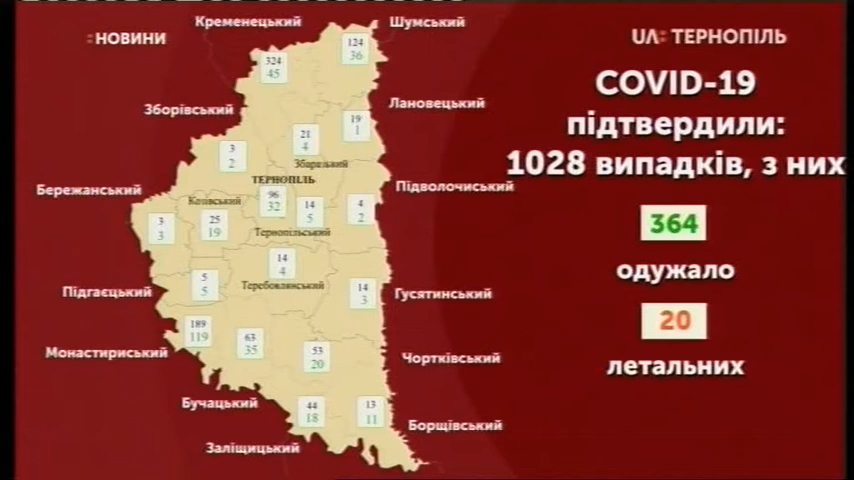 Кременецький
Шумський
:НОВИНИ
UA: ТЕРНОПІЛЬ
324
45
124
36
COVID-19
підтвердили:
1028 випадків, з них
Зборівський
Лановецький
19
1
21
4
3
2
Збаразький
ТЕРНОПІЛЬ
Бережанський
Підволочиський
Козівський
96
32
14
5
4
2
3
3
25
19
Тернопільський
364
одужало
14
4
Теребовлянський
5
5
14
3
Підгаєцький
Гусятинський
20
летальних
189
119
63
35
53
20
Монастириський
Чортківський
Бучацький
44
18
13
11
Борщівський
Заліщицький